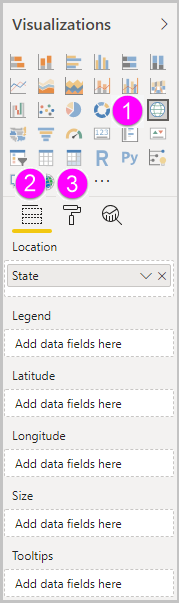 Visualizations
1
123
R Py
2
3
...
Location
State
Legend
Add data fields here
Latitude
Add data fields here
Longitude
Add data fields here
Size
Add data fields here
Tooltips
Add data fields here